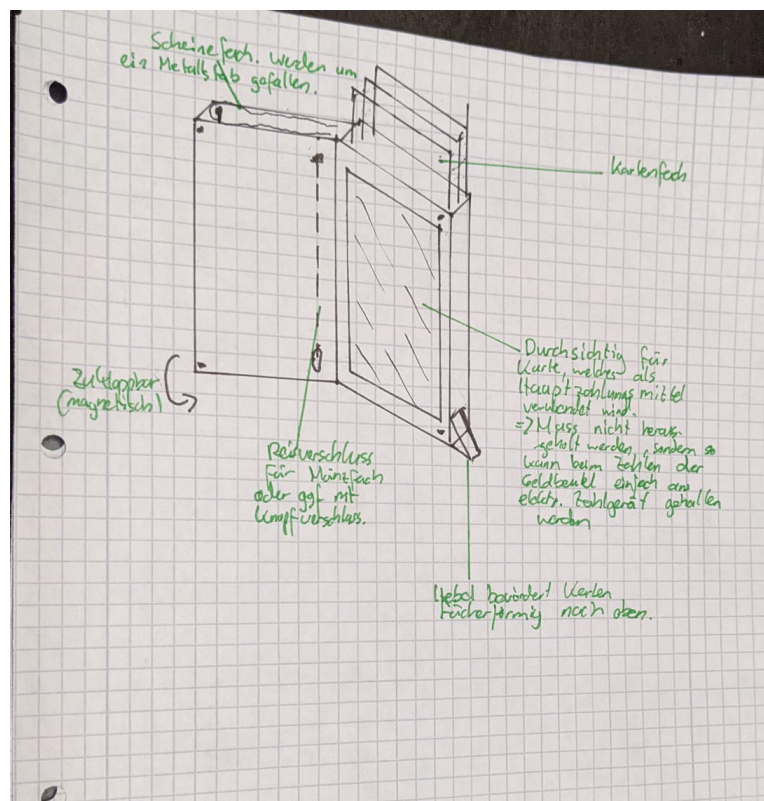 Scheinefach. Werden um
ein Metallstab gefallen.
Kartenfach
Durchsichtig für
Karte, welches als
Hauptzahlungsmittel
verwendet wird.
=> Muss nicht heraus-
geholt werden, sondern so
kann beim Zahlen der
Geldbeutel einfach ans
elektr. Zahlgerät gehallen
werden
Zuklappbar
(magnetisch)
Reißverschluss
für Münzfach
oder ggf mit
Knopfverschluss.
Hebel befördert Karten
fächerförmig nach oben.